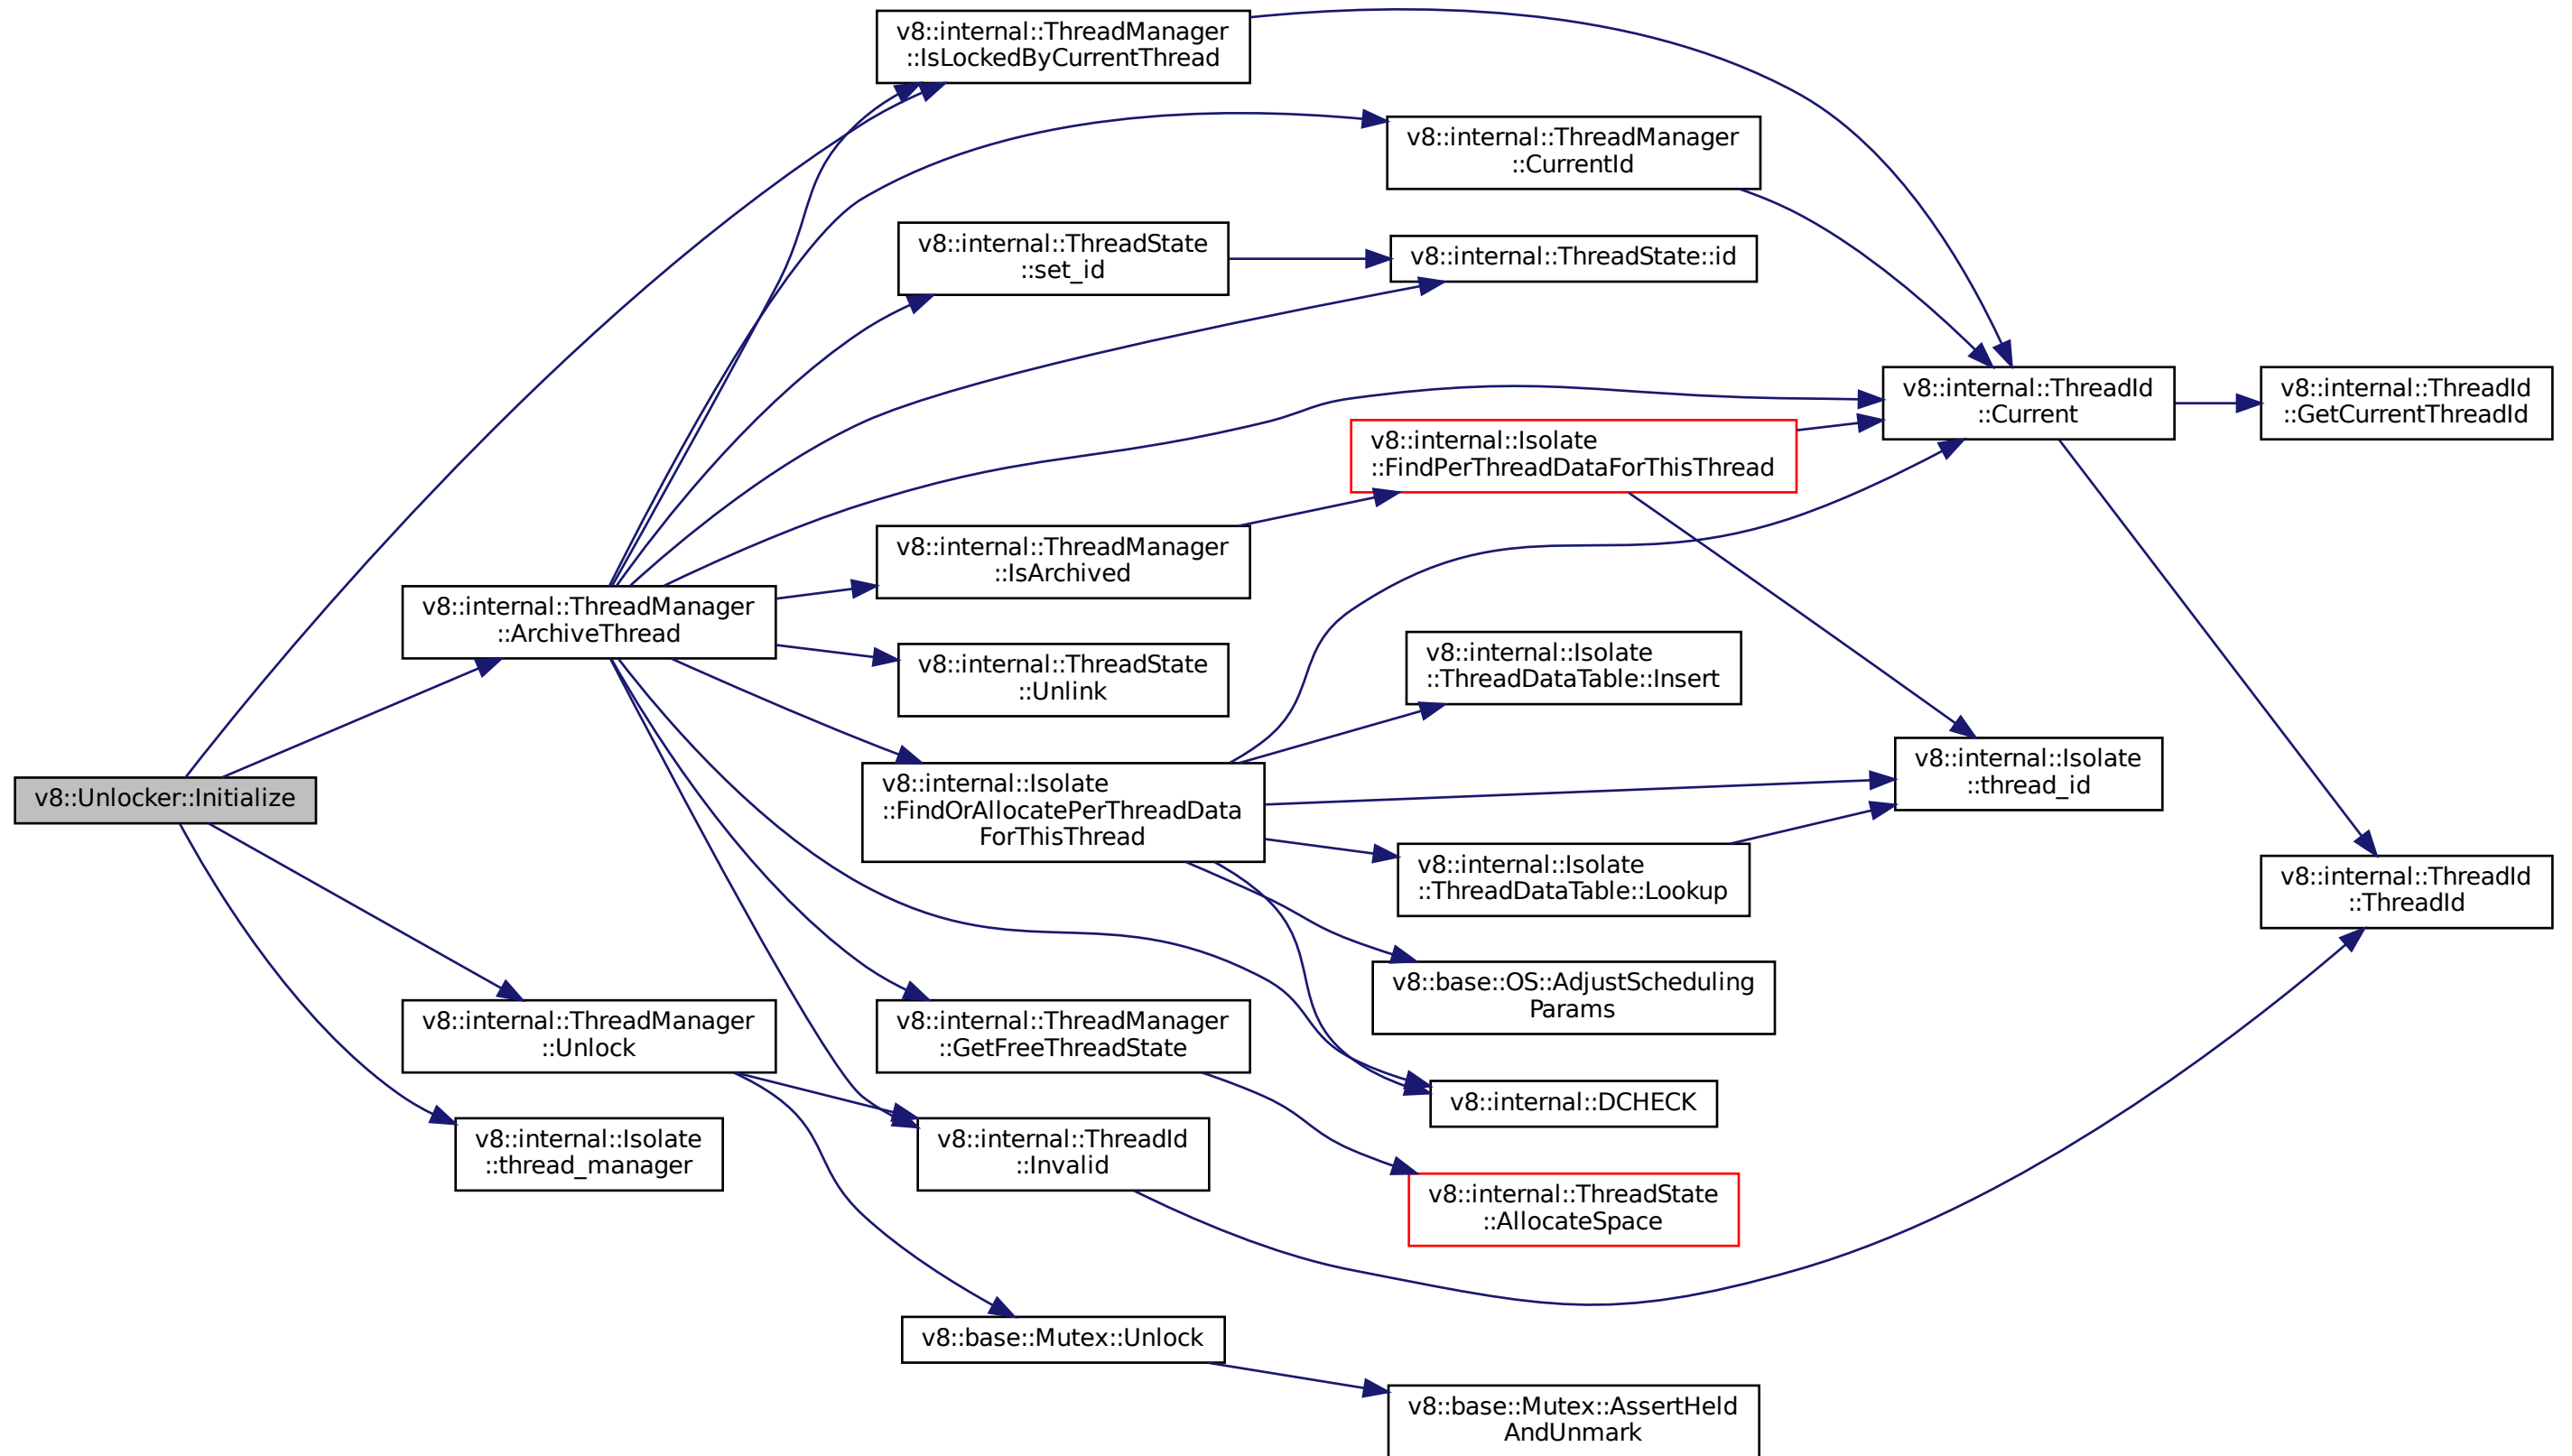 v8::internal::ThreadManager
::IsLockedByCurrentThread
v8::internal::ThreadManager
::CurrentId
v8::internal::ThreadState
::set_id
v8::internal::ThreadState::id
v8::internal::ThreadId
::Current
v8::internal::ThreadId
::GetCurrentThreadId
v8::internal::Isolate
::FindPerThreadDataForThisThread
v8::internal::ThreadManager
::IsArchived
v8::internal::ThreadManager
::ArchiveThread
v8::internal::ThreadState
::Unlink
v8::internal::Isolate
::ThreadDataTable::Insert
v8::Unlocker::Initialize
v8::internal::Isolate
::FindOrAllocatePerThreadData
ForThisThread
v8::internal::Isolate
::thread_id
v8::internal::Isolate
::ThreadDataTable::Lookup
v8::internal::ThreadId
::ThreadId
v8::base::OS::AdjustScheduling
Params
v8::internal::ThreadManager
::Unlock
v8::internal::ThreadManager
::GetFreeThreadState
v8::internal::DCHECK
v8::internal::Isolate
::thread_manager
v8::internal::ThreadId
::Invalid
v8::internal::ThreadState
::AllocateSpace
v8::base::Mutex::Unlock
v8::base::Mutex::AssertHeld
AndUnmark